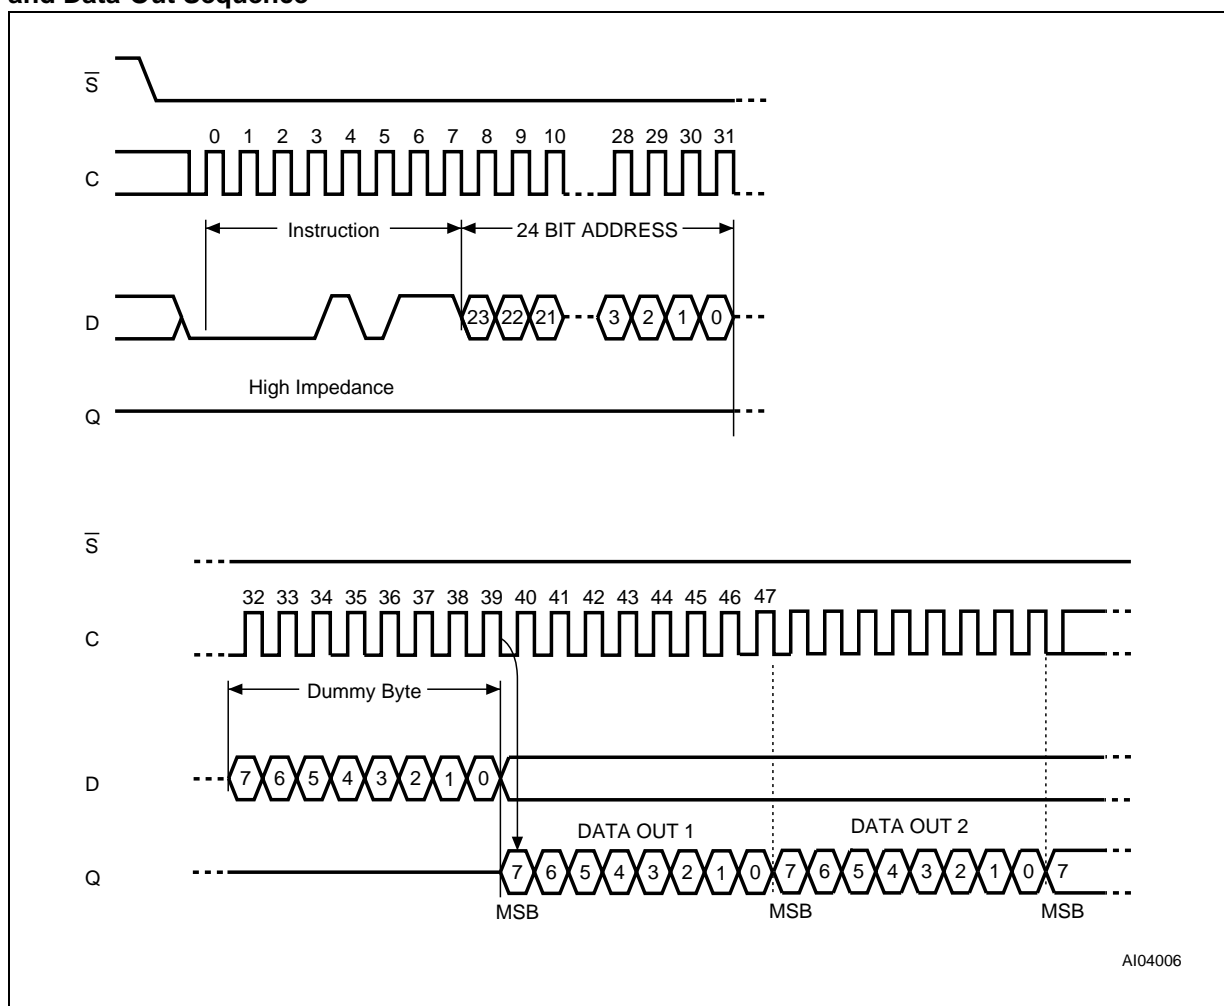 and Data-Out Sequence
S
0 1 2 3 4 5 6 7 8 9 10 28 29 30 31
C
Instruction 24 BIT ADDRESS
D 23 22 21 3 2 1 0
High Impedance
Q
S
32 33 34 35 36 37 38 39 40 41 42 43 44 45 46 47
C
Dummy Byte
D 7 6 5 4 3 2 1 0
DATA OUT 1 DATA OUT 2
Q 7 6 5 4 3 2 1 0 7 6 5 4 3 2 1 0 7
MSB MSB MSB
AI04006